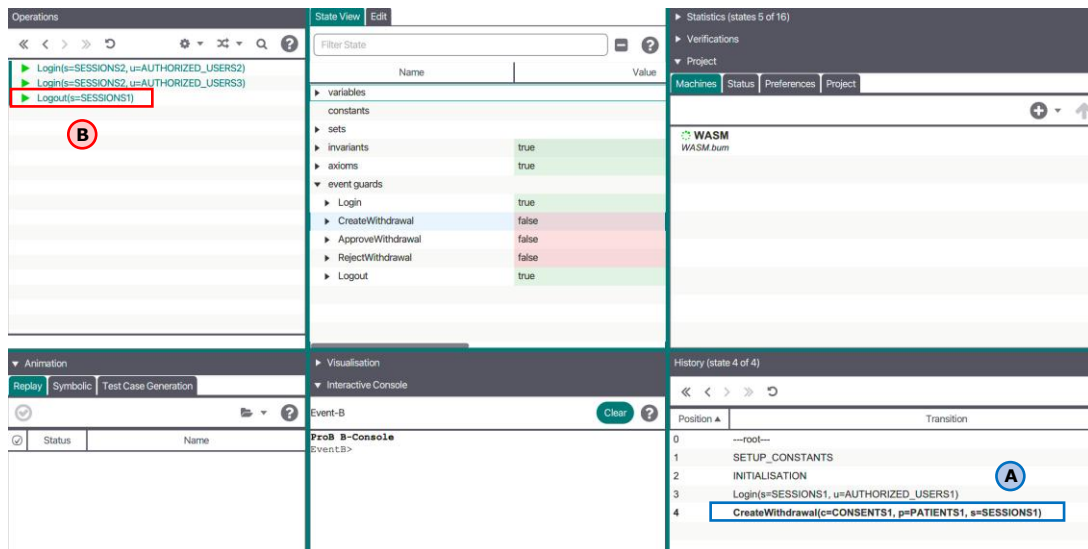 Operations
Login(s=SESSIONS2, u=AUTHORIZED_USERS2)
Login(s=SESSIONS2, u=AUTHORIZED_USERS3)
Logout(s=SESSIONS1)
B
State View Edit
Filter State
Name Value
variables
constants
sets
invariants true
axioms true
event guards
Login true
CreateWithdrawal false
ApproveWithdrawal false
RejectWithdrawal false
Logout true
Statistics (states 5 of 16)
Verifications
Project
Machines Status Preferences Project
WASM
WASM.bum
Animation
Replay Symbolic Test Case Generation
Status Name
Visualisation
Interactive Console
Event-B Clear
ProB B-Console
EventB>
History (state 4 of 4)
Position Transition
0 ---root---
1 SETUP_CONSTANTS
2 INITIALISATION
A
3 Login(s=SESSIONS1, u=AUTHORIZED_USERS1)
4 CreateWithdrawal(c=CONSENTS1, p=PATIENTS1, s=SESSIONS1)